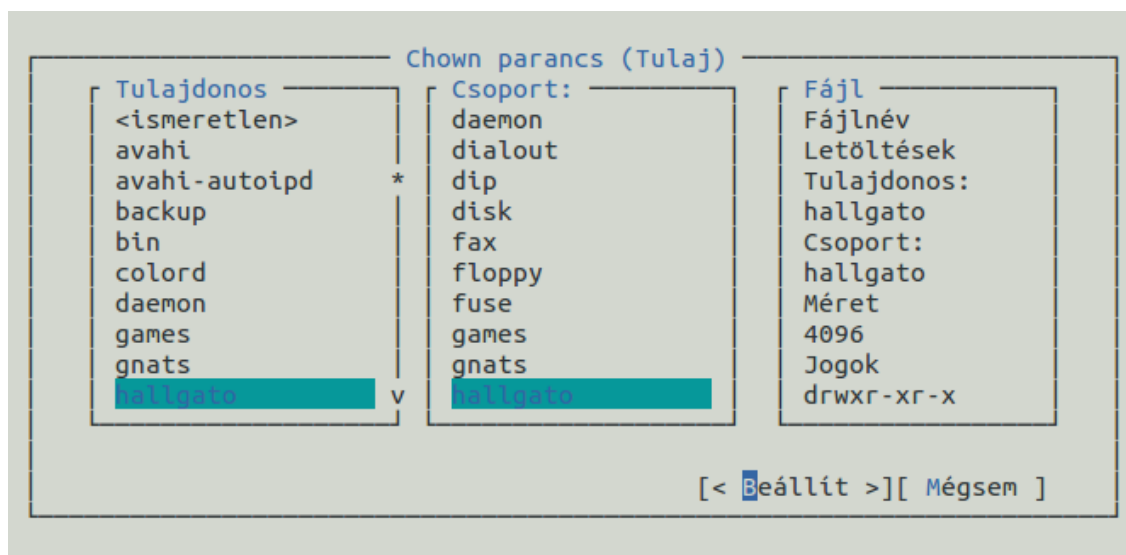 Chown parancs (Tulaj)
Tulajdonos
<ismeretlen>
avahi
avahi-autoipd *
backup
bin
colord
daemon
games
gnats
hallgato v
Csoport:
daemon
dialout
dip
disk
fax
floppy
fuse
games
gnats
hallgato
Fájl
Fájlnév
Letöltések
Tulajdonos:
hallgato
Csoport:
hallgato
Méret
4096
Jogok
drwxr-xr-x
[< Beállít >][ Mégsem ]